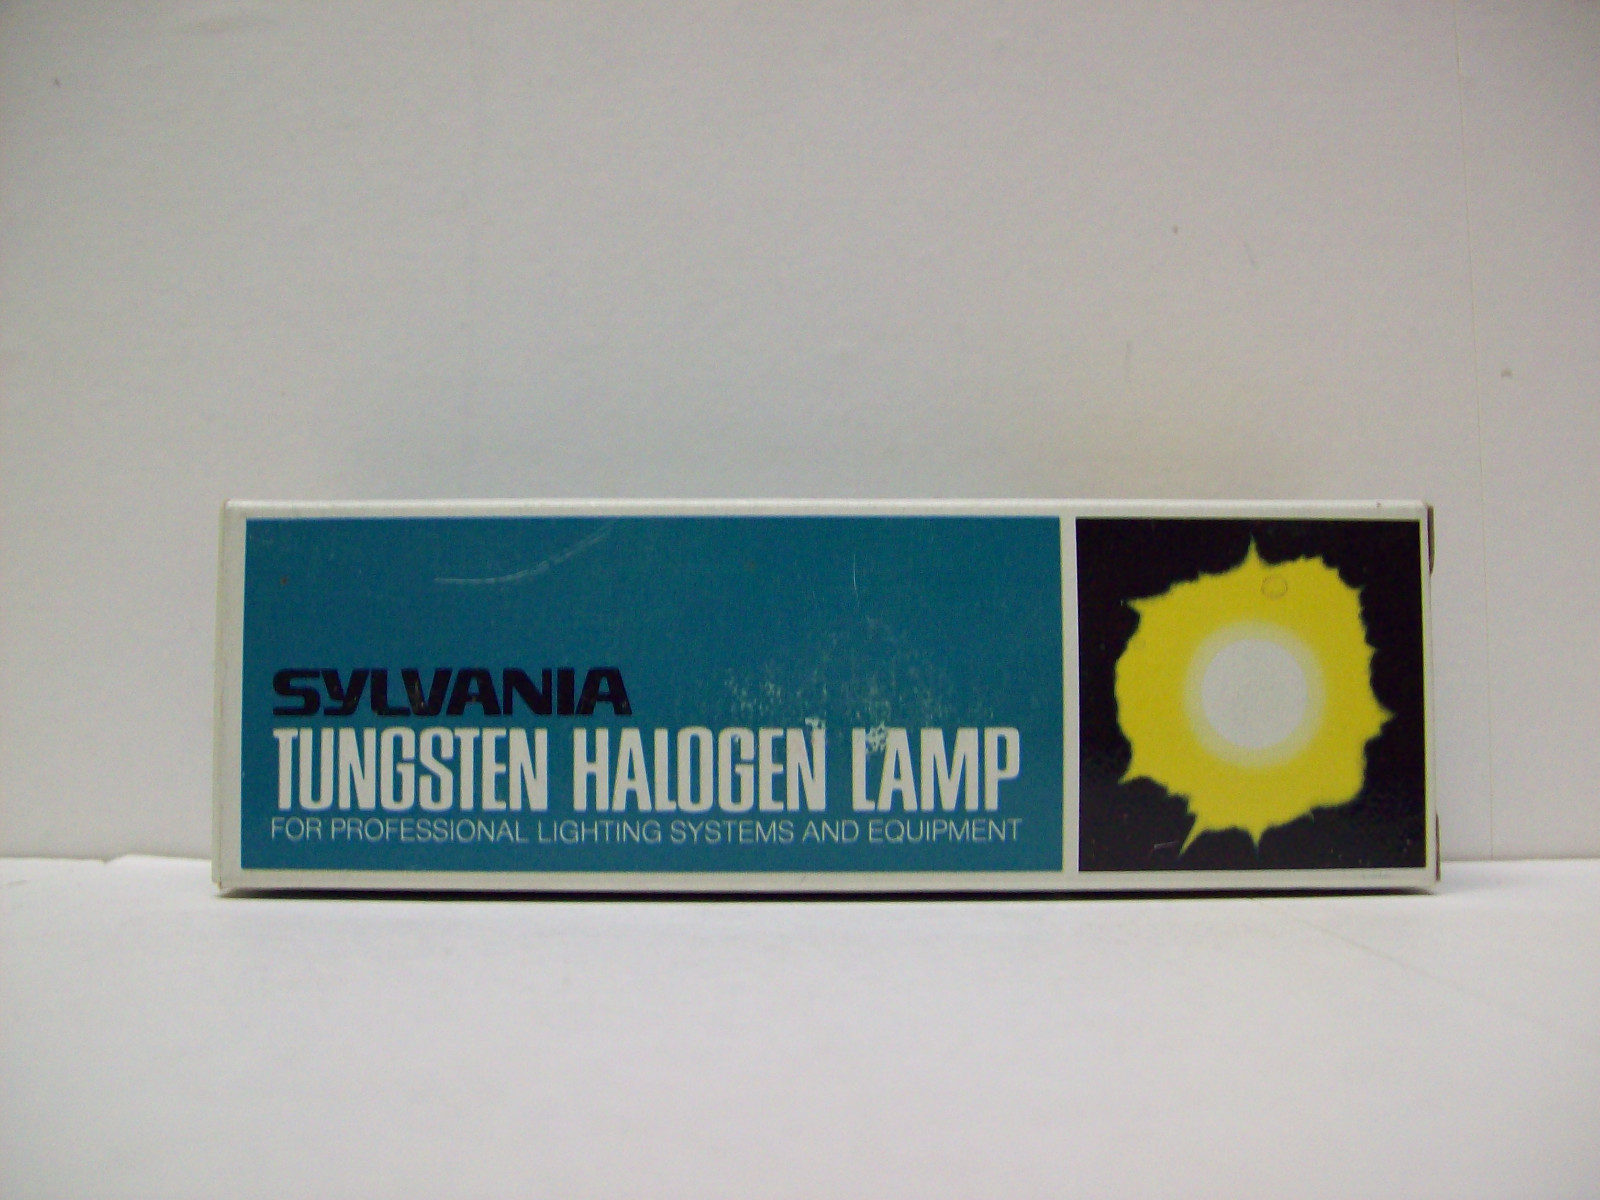 SYLVANIA
TUNGSTEN HALOGEN LAMP
FOR PROFESSIONAL LIGHTING SYSTEMS AND EQUIPMENT